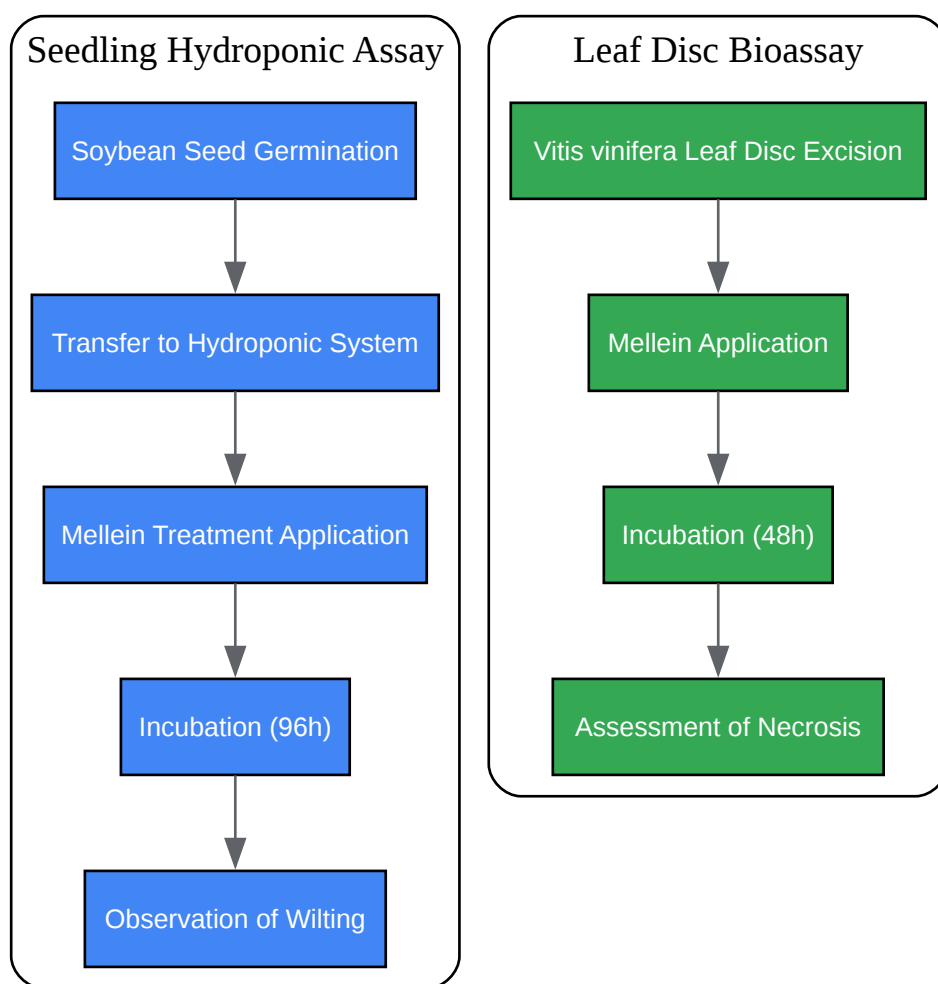 Seedling Hydroponic Assay
Soybean Seed Germination
Transfer to Hydroponic System
Mellein Treatment Application
Incubation (96h)
Observation of Wilting
Leaf Disc Bioassay
Vitis vinifera Leaf Disc Excision
Mellein Application
Incubation (48h)
Assessment of Necrosis